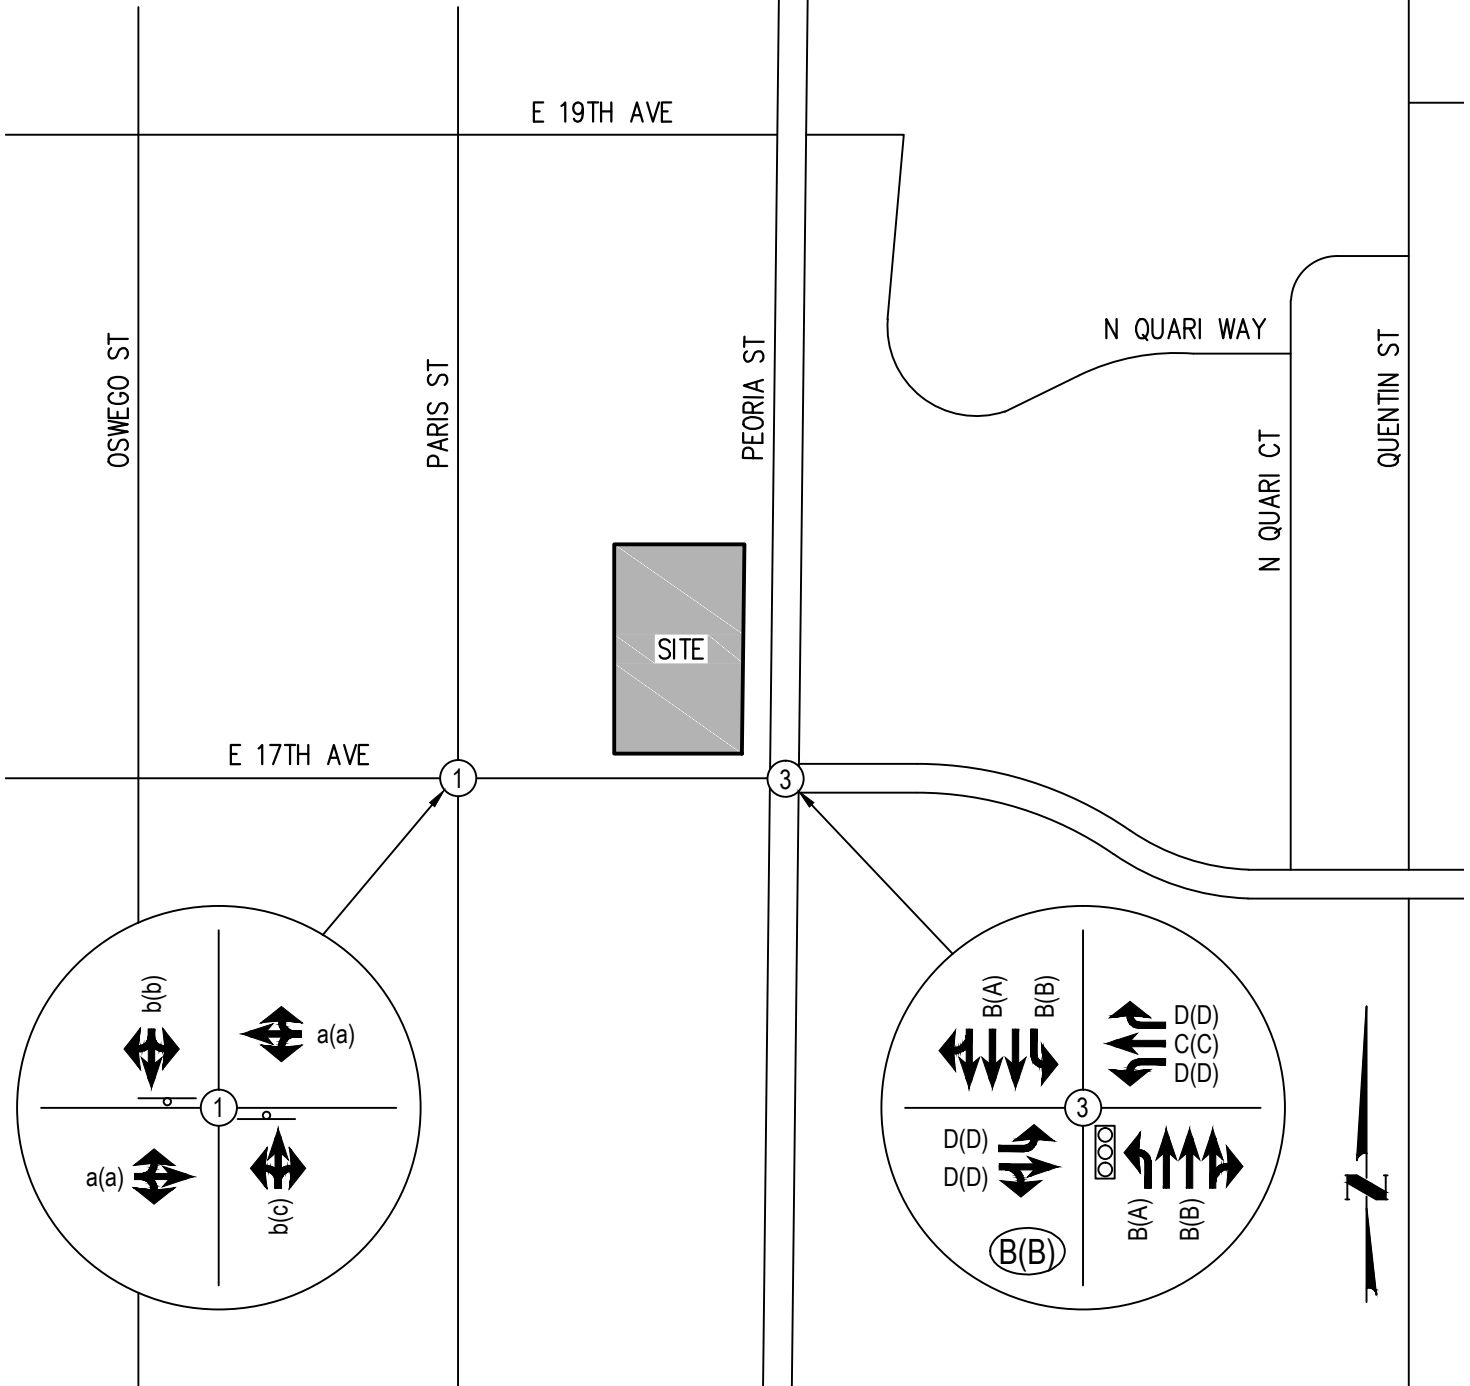 E 19TH AVE
N QUARI WAY
OSWEGO ST
PARIS ST
PEORIA ST
N QUARI CT
QUENTIN ST
SITE
E 17TH AVE
1
3
b(b)
a(a)
1
a(a)
b(c)
B(A)
B(B)
D(D)
C(C)
D(D)
3
D(D)
D(D)
B(A)
B(B)
B(B)
N